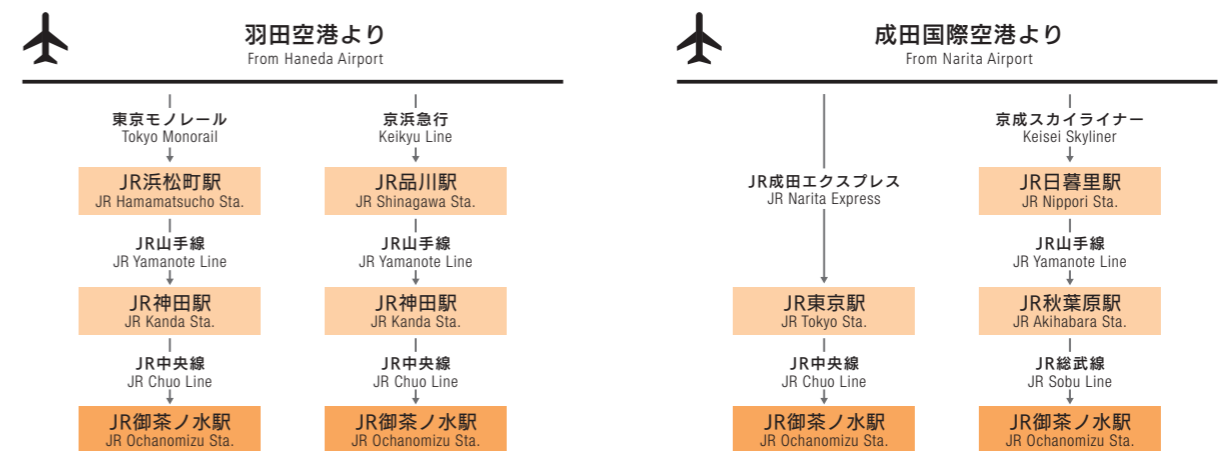 羽田空港より
From Haneda Airport
東京モノレール
Tokyo Monorail
JR浜松町駅
JR Hamamatsucho Sta.
JR山手線
JR Yamanote Line
JR神田駅
JR Kanda Sta.
JR中央線
JR Chuo Line
JR御茶ノ水駅
JR Ochanomizu Sta.
京浜急行
Keikyu Line
JR品川駅
JR Shinagawa Sta.
JR山手線
JR Yamanote Line
JR神田駅
JR Kanda Sta.
JR中央線
JR Chuo Line
JR御茶ノ水駅
JR Ochanomizu Sta.
成田国際空港より
From Narita Airport
JR成田エクスプレス
JR Narita Express
JR東京駅
JR Tokyo Sta.
JR中央線
JR Chuo Line
JR御茶ノ水駅
JR Ochanomizu Sta.
京成スカイライナー
Keisei Skyliner
JR日暮里駅
JR Nippori Sta.
JR山手線
JR Yamanote Line
JR秋葉原駅
JR Akihabara Sta.
JR総武線
JR Sobu Line
JR御茶ノ水駅
JR Ochanomizu Sta.